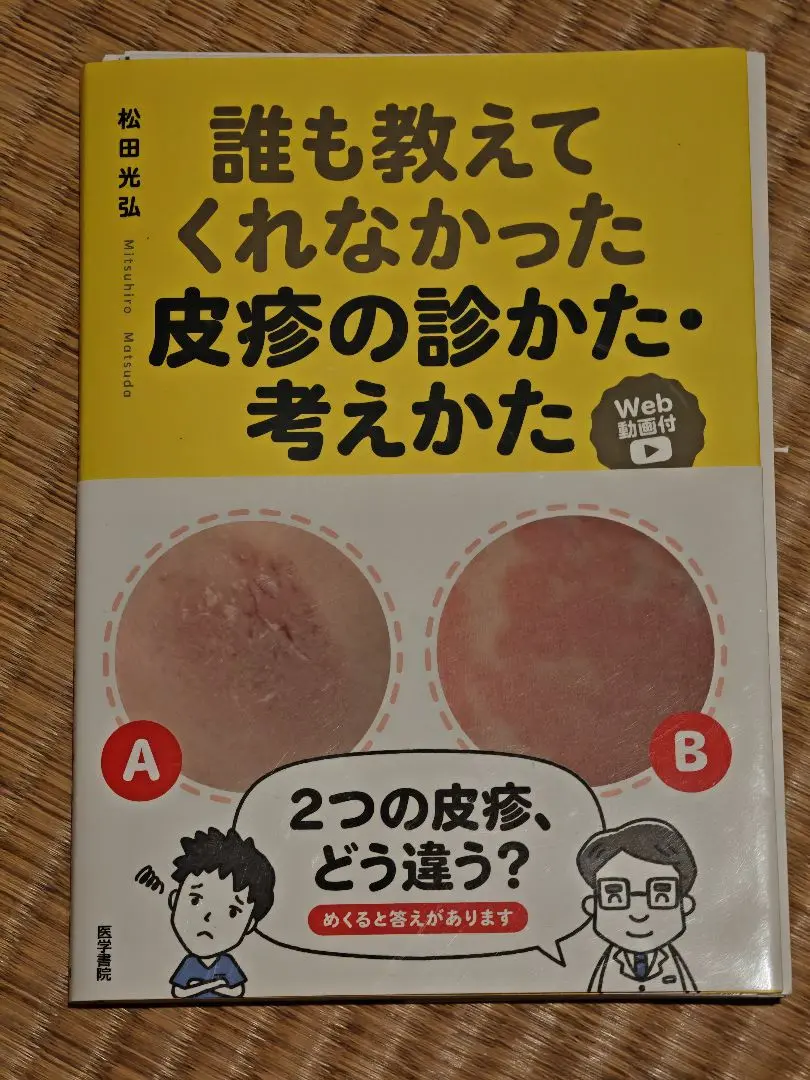 松田光弘
Mitsuhiro Matsuda
誰も教えて
くれなかった
皮疹の診かた・
考えかた
Web
動画付
A
B
2つの皮疹、
どう違う?
めくると答えがあります
医学書院